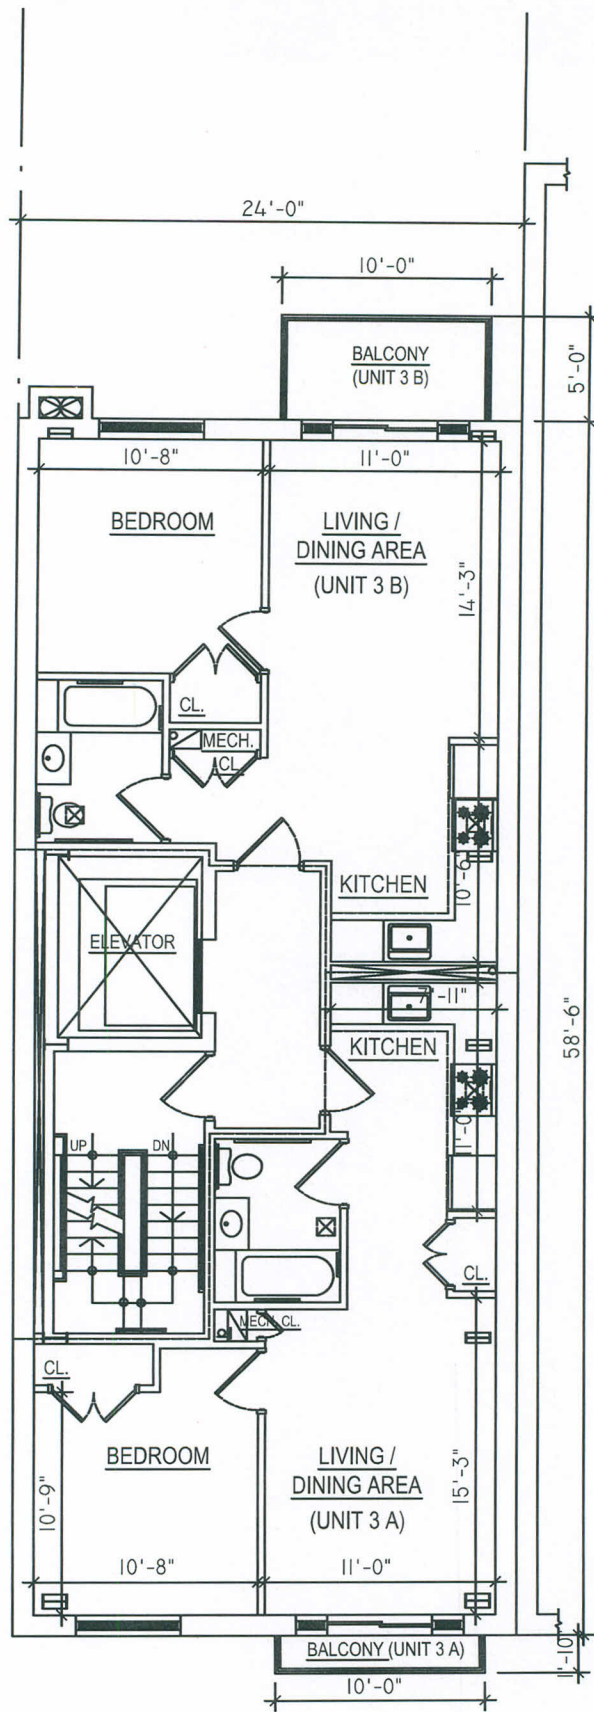 24'-0"
10'-0"
BALCONY
(UNIT 3 B)
5'-0"
10'-8"
11'-0"
BEDROOM
LIVING /
DINING AREA
(UNIT 3 B)
14'-3"
CL.
MECH.
CL
KITCHEN
10'-6"
ELEVATOR
7'-11"
58'-6"
KITCHEN
11'-0"
UP
DN
CL.
MECH. CL.
CL.
BEDROOM
LIVING /
DINING AREA
(UNIT 3 A)
10'-9"
15'-3"
10'-8"
11'-0"
BALCONY (UNIT 3 A)
1'-10"
10'-0"